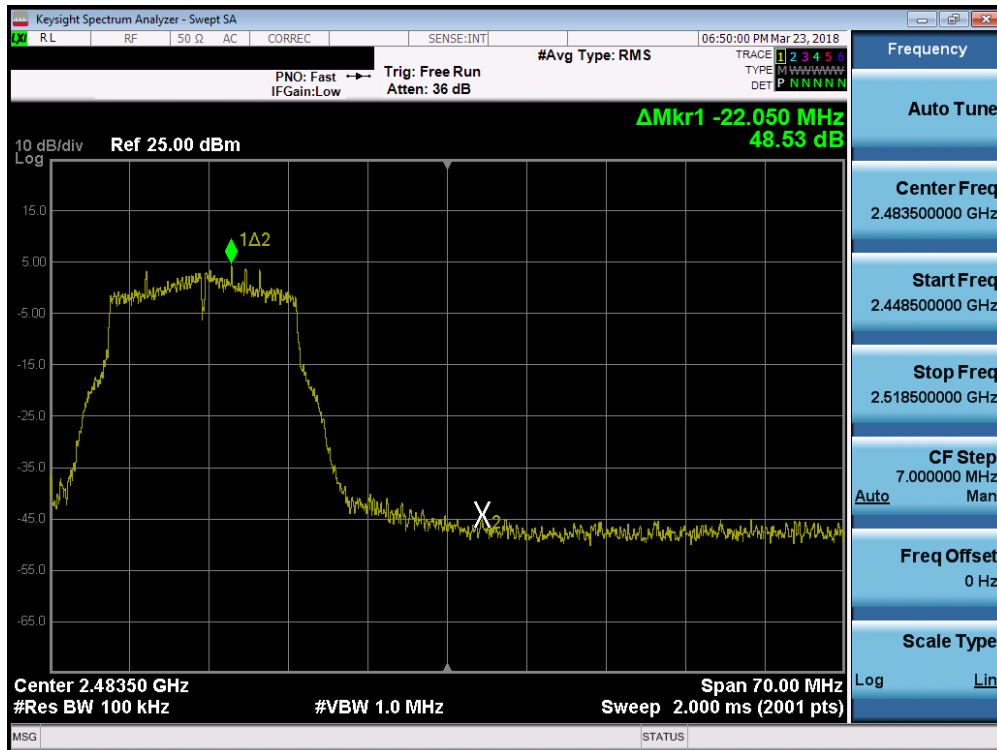 Keysight Spectrum Analyzer - Swept SA
LXI RL RF 50 Ω AC CORREC SENSE:INT 06:50:00 PM Mar 23, 2018
#Avg Type: RMS TRACE 1 2 3 4 5 6
PNO: Fast Trig: Free Run TYPE M WWWWW
IFGain:Low Atten: 36 dB DET P N N N N N
Frequency
ΔMkr1 -22.050 MHz
48.53 dB
10 dB/div Ref 25.00 dBm
Log
15.0
5.00
-5.00
-15.0
-25.0
-35.0
-45.0
-55.0
-65.0
1Δ2
X2
Center 2.48350 GHz Span 70.00 MHz
#Res BW 100 kHz #VBW 1.0 MHz Sweep 2.000 ms (2001 pts)
MSG STATUS
Auto Tune
Center Freq
2.483500000 GHz
Start Freq
2.448500000 GHz
Stop Freq
2.518500000 GHz
CF Step
7.000000 MHz
Auto Man
Freq Offset
0 Hz
Scale Type
Log Lin